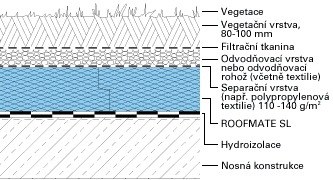 Vegetace
Vegetační vrstva,
80-100 mm
Filtrační tkanina
Odvodňovací vrstva
nebo odvodňovací
rohož (včetně textilie)
Separační vrstva
(např. polypropylenová
textilie) 110 -140 g/m²
ROOFMATE SL
Hydroizolace
Nosná konstrukce